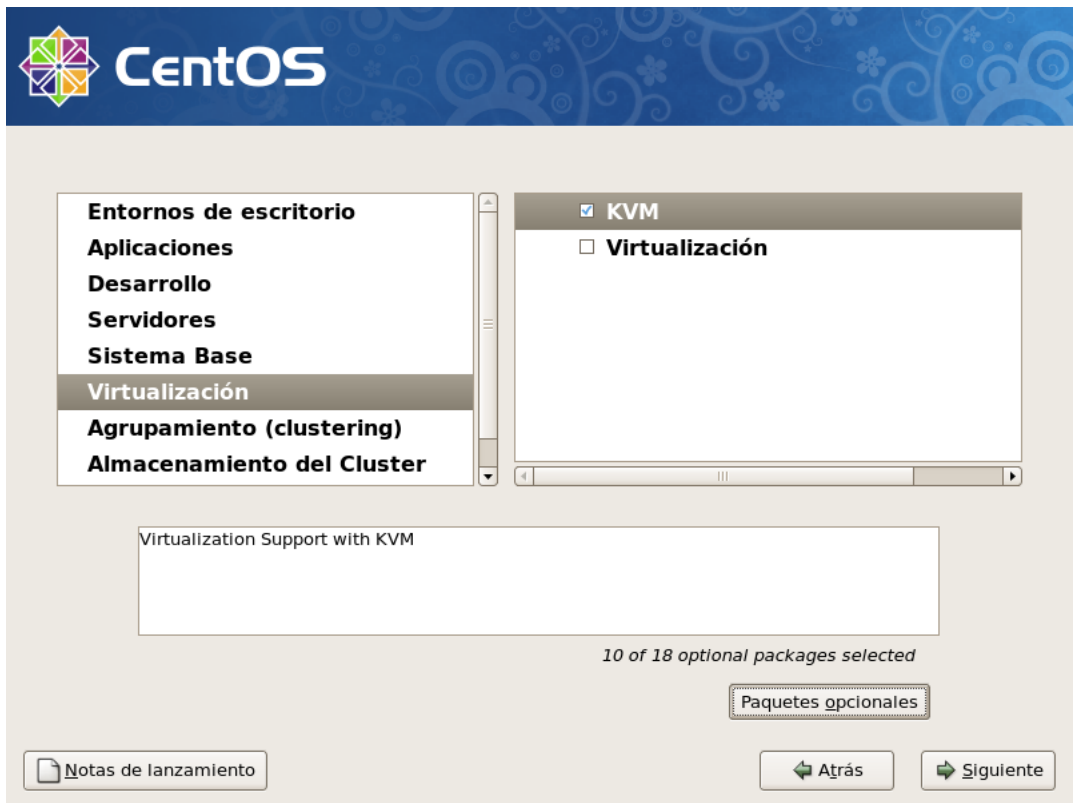 CentOS
Entornos de escritorio
Aplicaciones
Desarrollo
Servidores
Sistema Base
Virtualización
Agrupamiento (clustering)
Almacenamiento del Cluster
KVM
Virtualización
Virtualization Support with KVM
10 of 18 optional packages selected
Paquetes opcionales
Notas de lanzamiento
Atrás
Siguiente